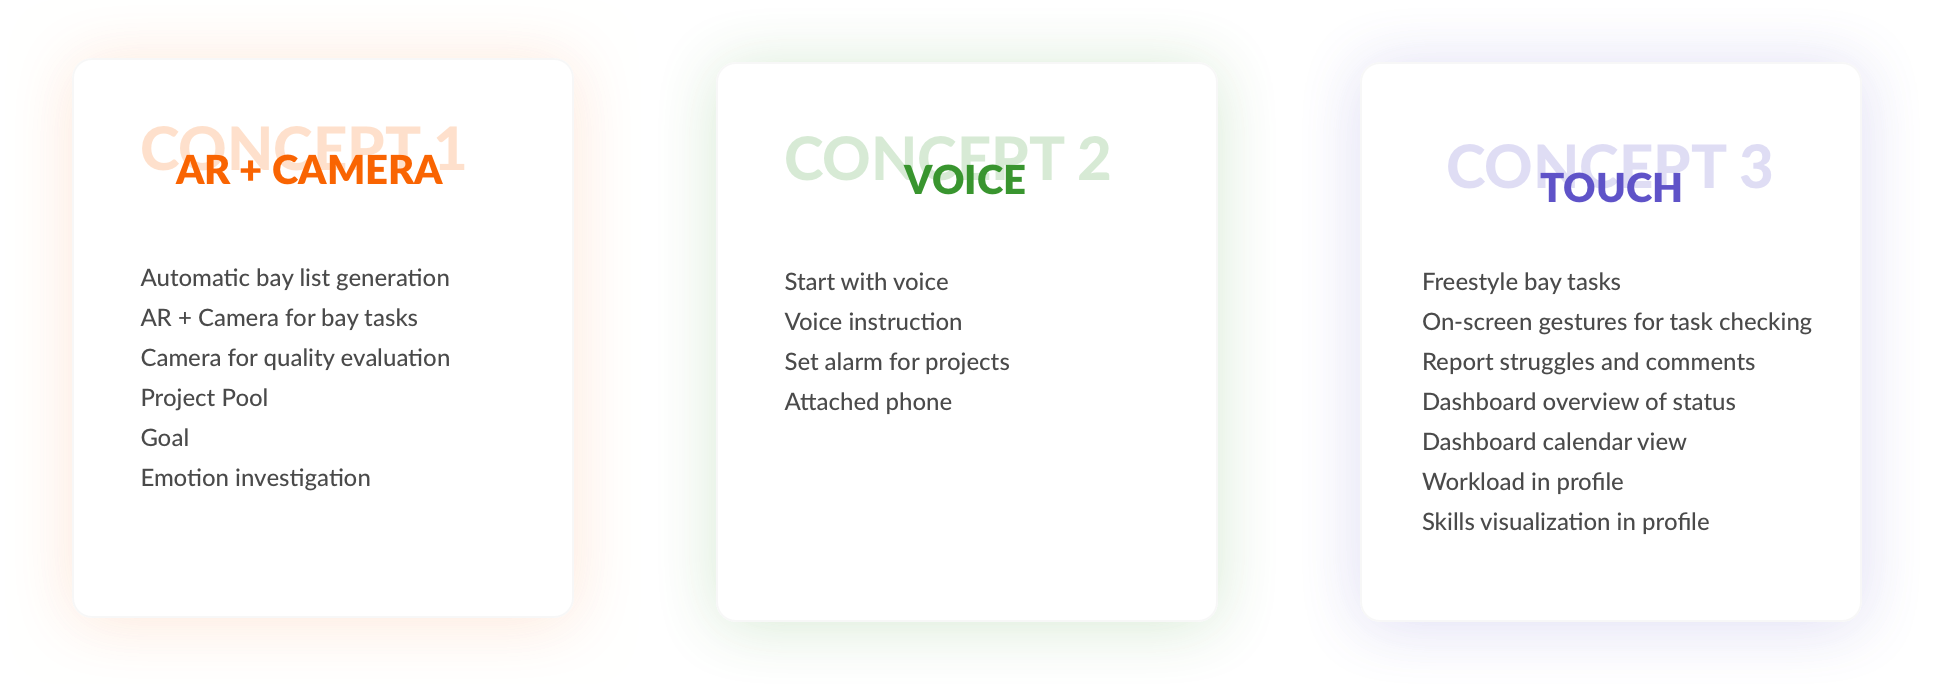 CONCEPT 1
AR + CAMERA
Automatic bay list generation
AR + Camera for bay tasks
Camera for quality evaluation
Project Pool
Goal
Emotion investigation
CONCEPT 2
VOICE
Start with voice
Voice instruction
Set alarm for projects
Attached phone
CONCEPT 3
TOUCH
Freestyle bay tasks
On-screen gestures for task checking
Report struggles and comments
Dashboard overview of status
Dashboard calendar view
Workload in profile
Skills visualization in profile